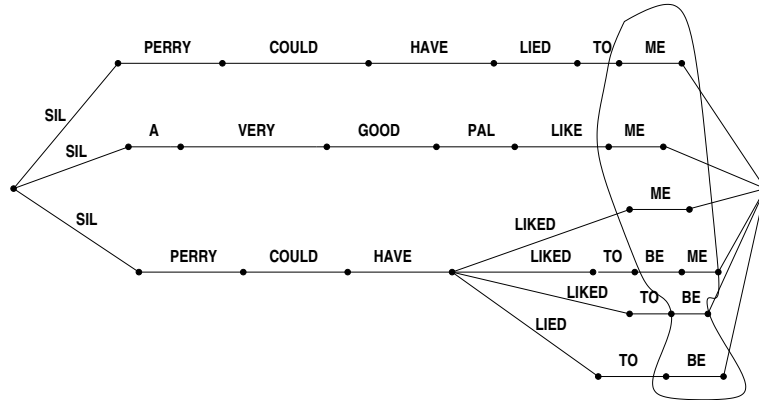 PERRY COULD HAVE LIED TO ME
SIL
A VERY GOOD PAL LIKE ME
SIL
ME
SIL
LIKED
PERRY COULD HAVE LIKED TO BE ME
LIKED TO BE
LIED
TO BE